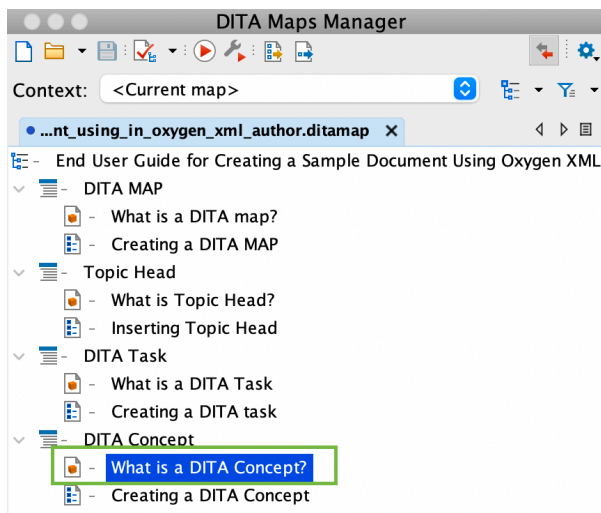 DITA Maps Manager
Context: <Current map>
...nt_using_in_oxygen_xml_author.ditamap
End User Guide for Creating a Sample Document Using Oxygen XML
DITA MAP
What is a DITA map?
Creating a DITA MAP
Topic Head
What is Topic Head?
Inserting Topic Head
DITA Task
What is a DITA Task
Creating a DITA task
DITA Concept
What is a DITA Concept?
Creating a DITA Concept